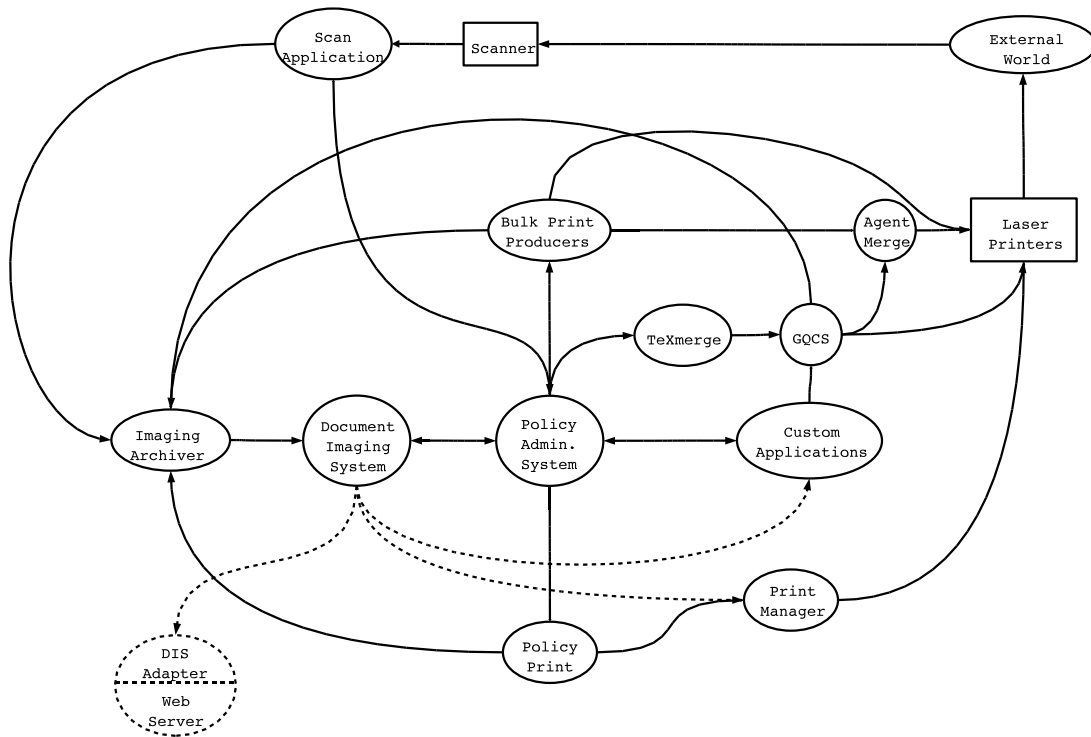 Scan
Application
Scanner
External
World
Bulk Print
Producers
Agent
Merge
Laser
Printers
TeXmerge
GQCS
Imaging
Archiver
Document
Imaging
System
Policy
Admin.
System
Custom
Applications
Print
Manager
Policy
Print
DIS
Adapter
Web
Server